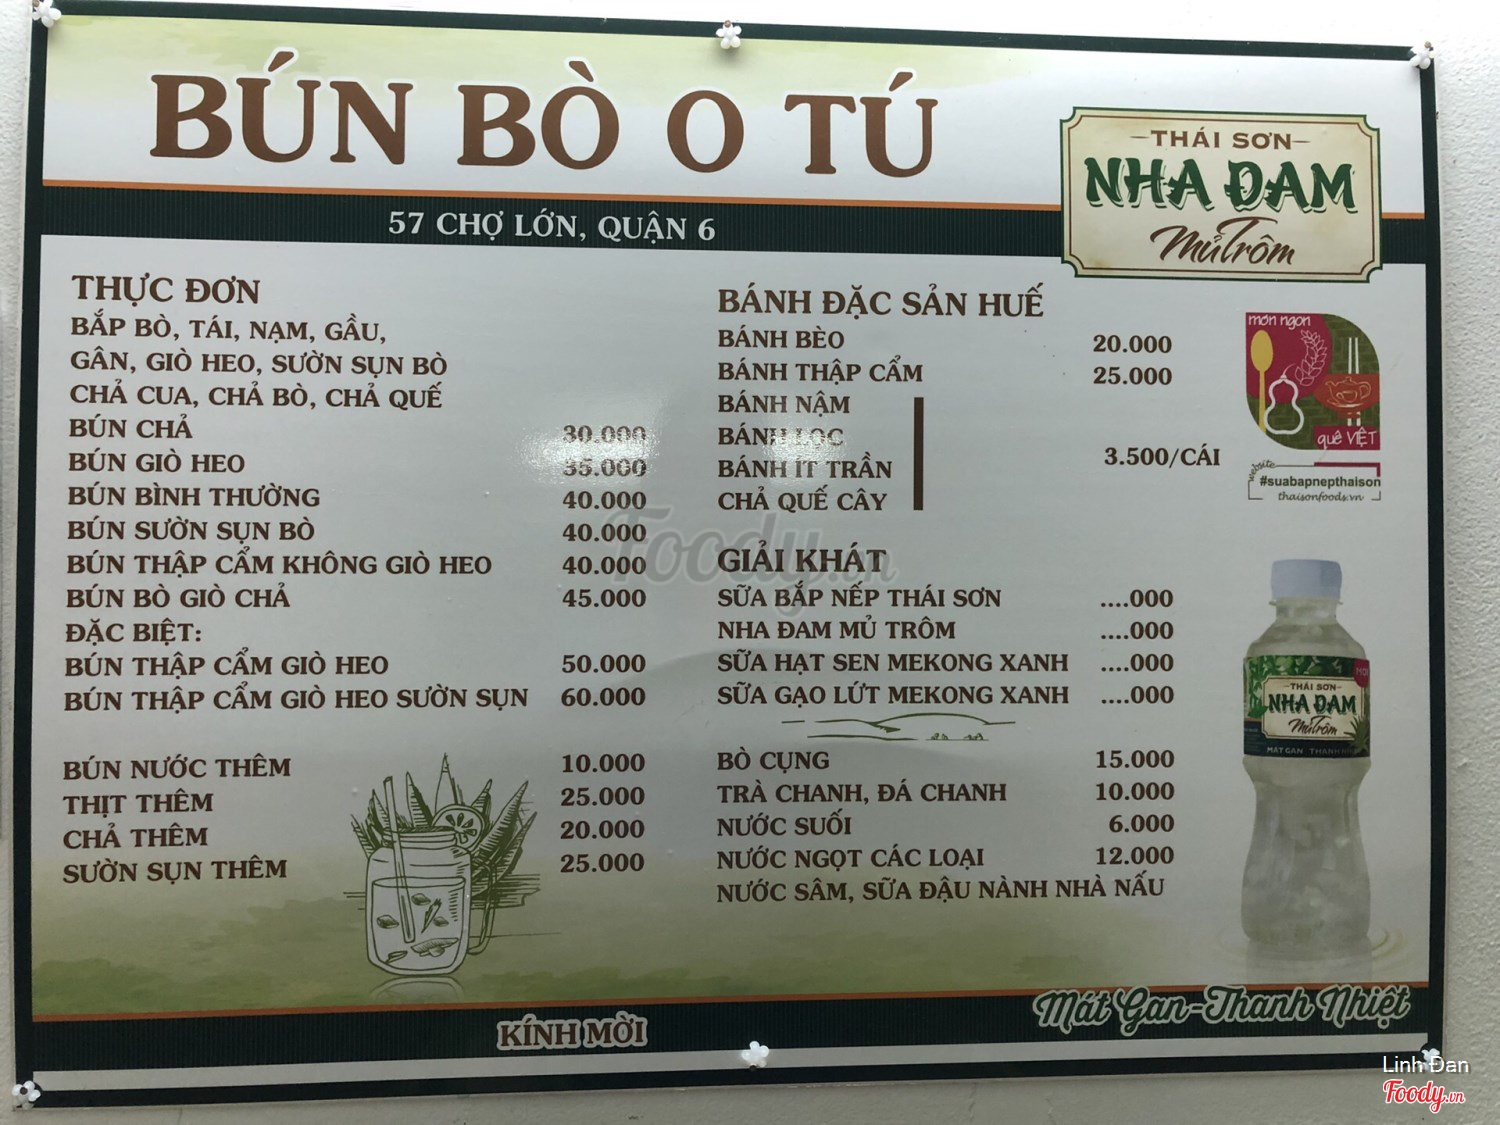 BÚN BÒ O TÚ
THÁI SƠN
NHA ĐAM
Mủ Trôm
57 CHỢ LỚN, QUẬN 6
THỰC ĐƠN
BẮP BÒ, TÁI, NẠM, GẦU,
GÂN, GIÒ HEO, SƯỜN SỤN BÒ
CHẢ CUA, CHẢ BÒ, CHẢ QUẾ
BÚN CHẢ 30.000
BÚN GIÒ HEO 35.000
BÚN BÌNH THƯỜNG 40.000
BÚN SƯỜN SỤN BÒ 40.000
BÚN THẬP CẨM KHÔNG GIÒ HEO 40.000
BÚN BÒ GIÒ CHẢ 45.000
ĐẶC BIỆT:
BÚN THẬP CẨM GIÒ HEO 50.000
BÚN THẬP CẨM GIÒ HEO SƯỜN SỤN 60.000
BÚN NƯỚC THÊM 10.000
THỊT THÊM 25.000
CHẢ THÊM 20.000
SƯỜN SỤN THÊM 25.000
BÁNH ĐẶC SẢN HUẾ
BÁNH BÈO 20.000
BÁNH THẬP CẨM 25.000
BÁNH NẬM
BÁNH LỌC
BÁNH ÍT TRẦN
CHẢ QUẾ CÂY
3.500/CÁI
GIẢI KHÁT
SỮA BẮP NẾP THÁI SƠN ....000
NHA ĐAM MỦ TRÔM ....000
SỮA HẠT SEN MEKONG XANH ....000
SỮA GẠO LỨT MEKONG XANH ....000
BÒ CỤNG 15.000
TRÀ CHANH, ĐÁ CHANH 10.000
NƯỚC SUỐI 6.000
NƯỚC NGỌT CÁC LOẠI 12.000
NƯỚC SÂM, SỮA ĐẬU NÀNH NHÀ NẤU
món ngon
quê VIỆT
website
#suabapnepthaison
thaisonfoods.vn
MỚI
THÁI SƠN
NHA ĐAM
Mủ Trôm
MÁT GAN THANH NHIỆT
Mát Gan-Thanh Nhiệt
KÍNH MỜI
Foody.vn
Linh Đan
Foody.vn